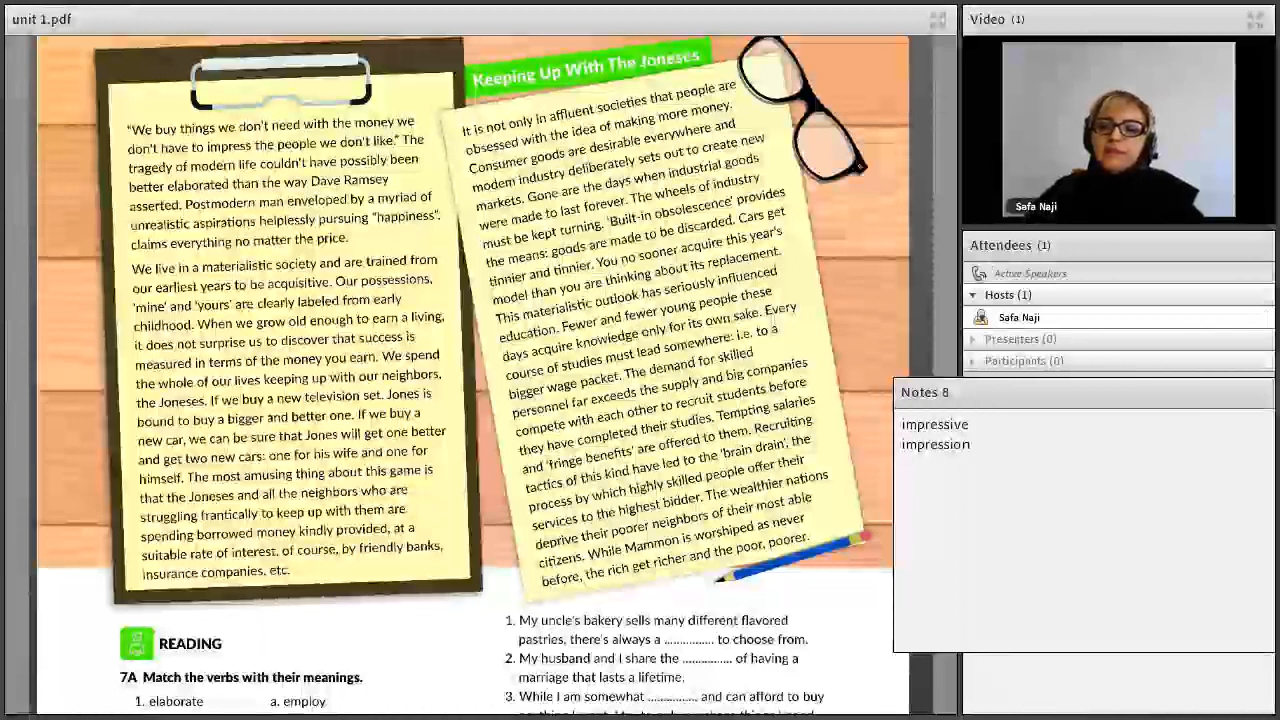 unit 1.pdf
Keeping Up With The Joneses
"We buy things we don't need with the money we
don't have to impress the people we don't like." The
tragedy of modern life couldn't have possibly been
better elaborated than the way Dave Ramsey
asserted. Postmodern man enveloped by a myriad of
unrealistic aspirations helplessly pursuing "happiness",
claims everything no matter the price.
We live in a materialistic society and are trained from
our earliest years to be acquisitive. Our possessions,
'mine' and 'yours' are clearly labeled from early
childhood. When we grow old enough to earn a living,
it does not surprise us to discover that success is
measured in terms of the money you earn. We spend
the whole of our lives keeping up with our neighbors,
the Joneses. If we buy a new television set, Jones is
bound to buy a bigger and better one. If we buy a
new car, we can be sure that Jones will get one better
and get two new cars: one for his wife and one for
himself. The most amusing thing about this game is
that the Joneses and all the neighbors who are
struggling frantically to keep up with them are
spending borrowed money kindly provided, at a
suitable rate of interest, of course, by friendly banks,
insurance companies, etc.
It is not only in affluent societies that people are
obsessed with the idea of making more money.
Consumer goods are desirable everywhere and
modern industry deliberately sets out to create new
markets. Gone are the days when industrial goods
were made to last forever. The wheels of industry
must be kept turning. 'Built-in obsolescence' provides
the means: goods are made to be discarded. Cars get
tinnier and tinnier. You no sooner acquire this year's
model than you are thinking about its replacement.
This materialistic outlook has seriously influenced
education. Fewer and fewer young people these
days acquire knowledge only for its own sake. Every
course of studies must lead somewhere: i.e. to a
bigger wage packet. The demand for skilled
personnel far exceeds the supply and big companies
compete with each other to recruit students before
they have completed their studies. Tempting salaries
and 'fringe benefits' are offered to them. Recruiting
tactics of this kind have led to the 'brain drain', the
process by which highly skilled people offer their
services to the highest bidder. The wealthier nations
deprive their poorer neighbors of their most able
citizens. While Mammon is worshiped as never
before, the rich get richer and the poor, poorer.
READING
7A Match the verbs with their meanings.
1. elaborate a. employ
1. My uncle's bakery sells many different flavored
pastries, there's always a ................ to choose from.
2. My husband and I share the ................ of having a
marriage that lasts a lifetime.
3. While I am somewhat ................ and can afford to buy
Video (1)
Safa Naji
Attendees (1)
Active Speakers
Hosts (1)
Safa Naji
Presenters (0)
Participants (0)
Notes 8
impressive
impression